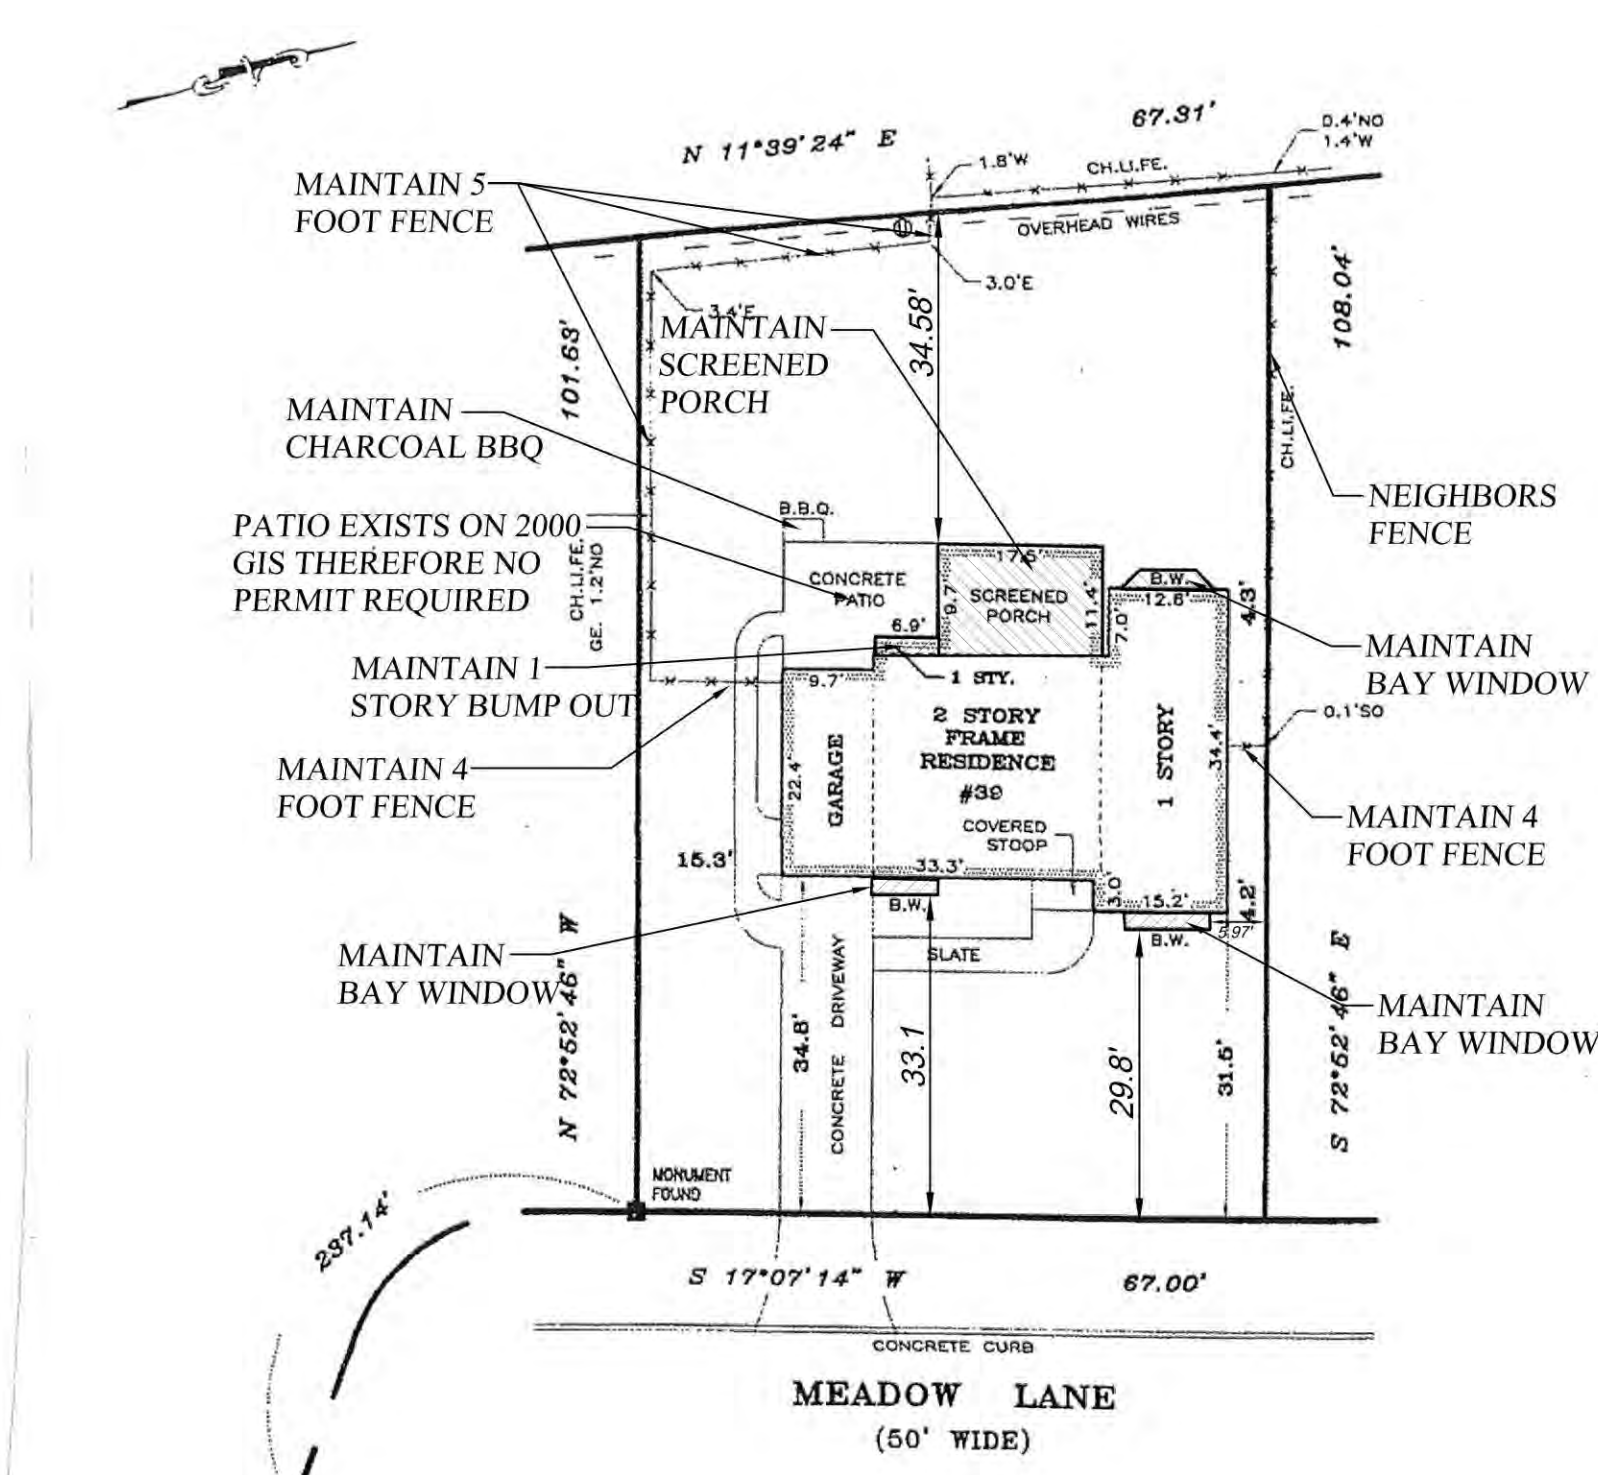 67.31'
N 11°39'24" E
0.4'NO
1.4'W
1.8'W
CH.LI.FE.
MAINTAIN 5
FOOT FENCE
OVERHEAD WIRES
3.0'E
3.4'E
108.04'
101.63'
34.58'
MAINTAIN
SCREENED
PORCH
MAINTAIN
CHARCOAL BBQ
CH.LI.FE.
NEIGHBORS
FENCE
B.B.Q.
PATIO EXISTS ON 2000
GIS THEREFORE NO
PERMIT REQUIRED
CH.LI.FE.
GE. 1.2'NO
CONCRETE
PATIO
17.5'
9.7'
SCREENED
PORCH
11.4'
B.W.
12.6'
7.0'
4.3'
6.9'
MAINTAIN
BAY WINDOW
MAINTAIN 1
STORY BUMP OUT
9.7'
1 STY.
0.1'SO
2 STORY
FRAME
RESIDENCE
#39
GARAGE
22.4'
1 STORY
34.4'
MAINTAIN 4
FOOT FENCE
MAINTAIN 4
FOOT FENCE
COVERED
STOOP
15.3'
33.3'
3.0'
15.2'
4.2'
5.97'
B.W.
B.W.
SLATE
MAINTAIN
BAY WINDOW
MAINTAIN
BAY WINDOW
N 72°52'46" W
S 72°52'46" E
34.8'
CONCRETE DRIVEWAY
33.1
29.8'
31.5'
MONUMENT
FOUND
237.14'
S 17°07'14" W
67.00'
CONCRETE CURB
MEADOW LANE
(50' WIDE)